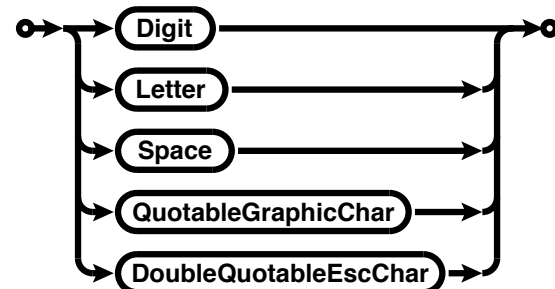 Digit
Letter
Space
QuotableGraphicChar
DoubleQuotableEscChar